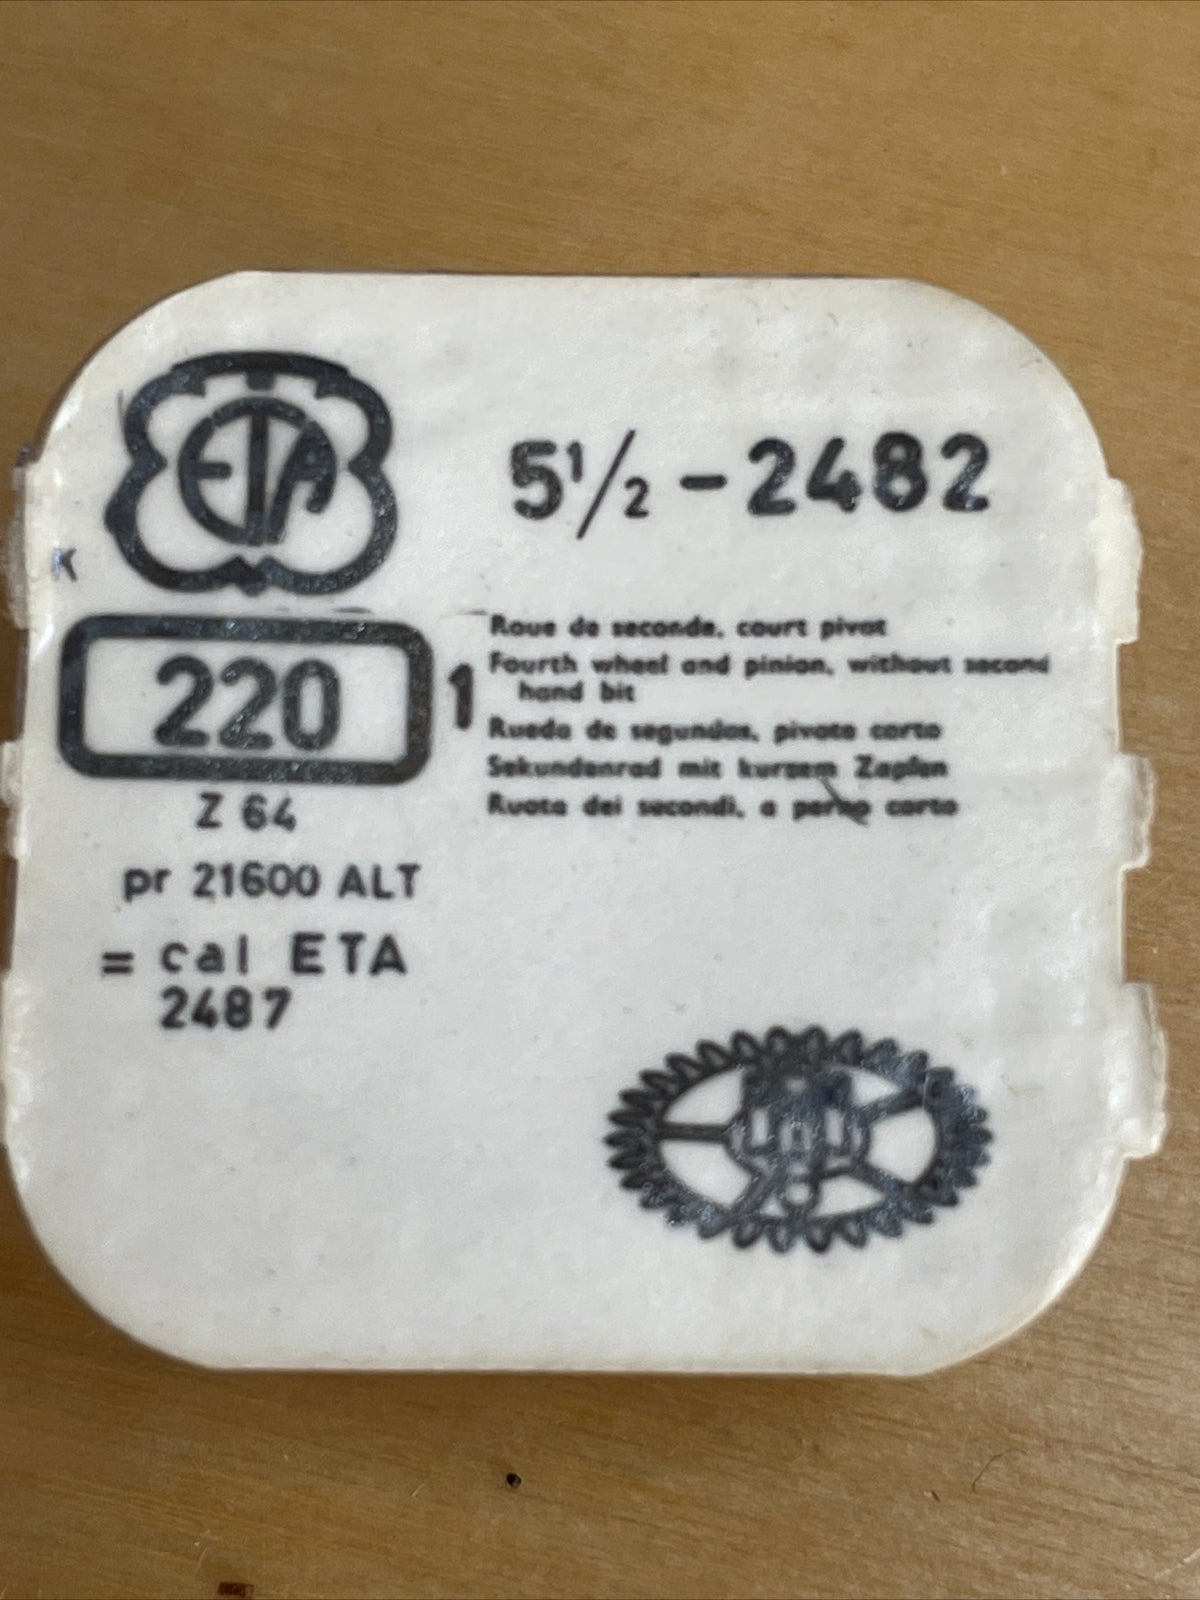 ETA
5½ – 2482
K
220
1
Roue de seconde, court pivot
Fourth wheel and pinion, without second
hand bit
Rueda de segundos, pivote corto
Sekundenrad mit kurzem Zapfen
Ruota dei secondi, a perno corto
Z 64
pr 21600 ALT
= cal ETA
2487